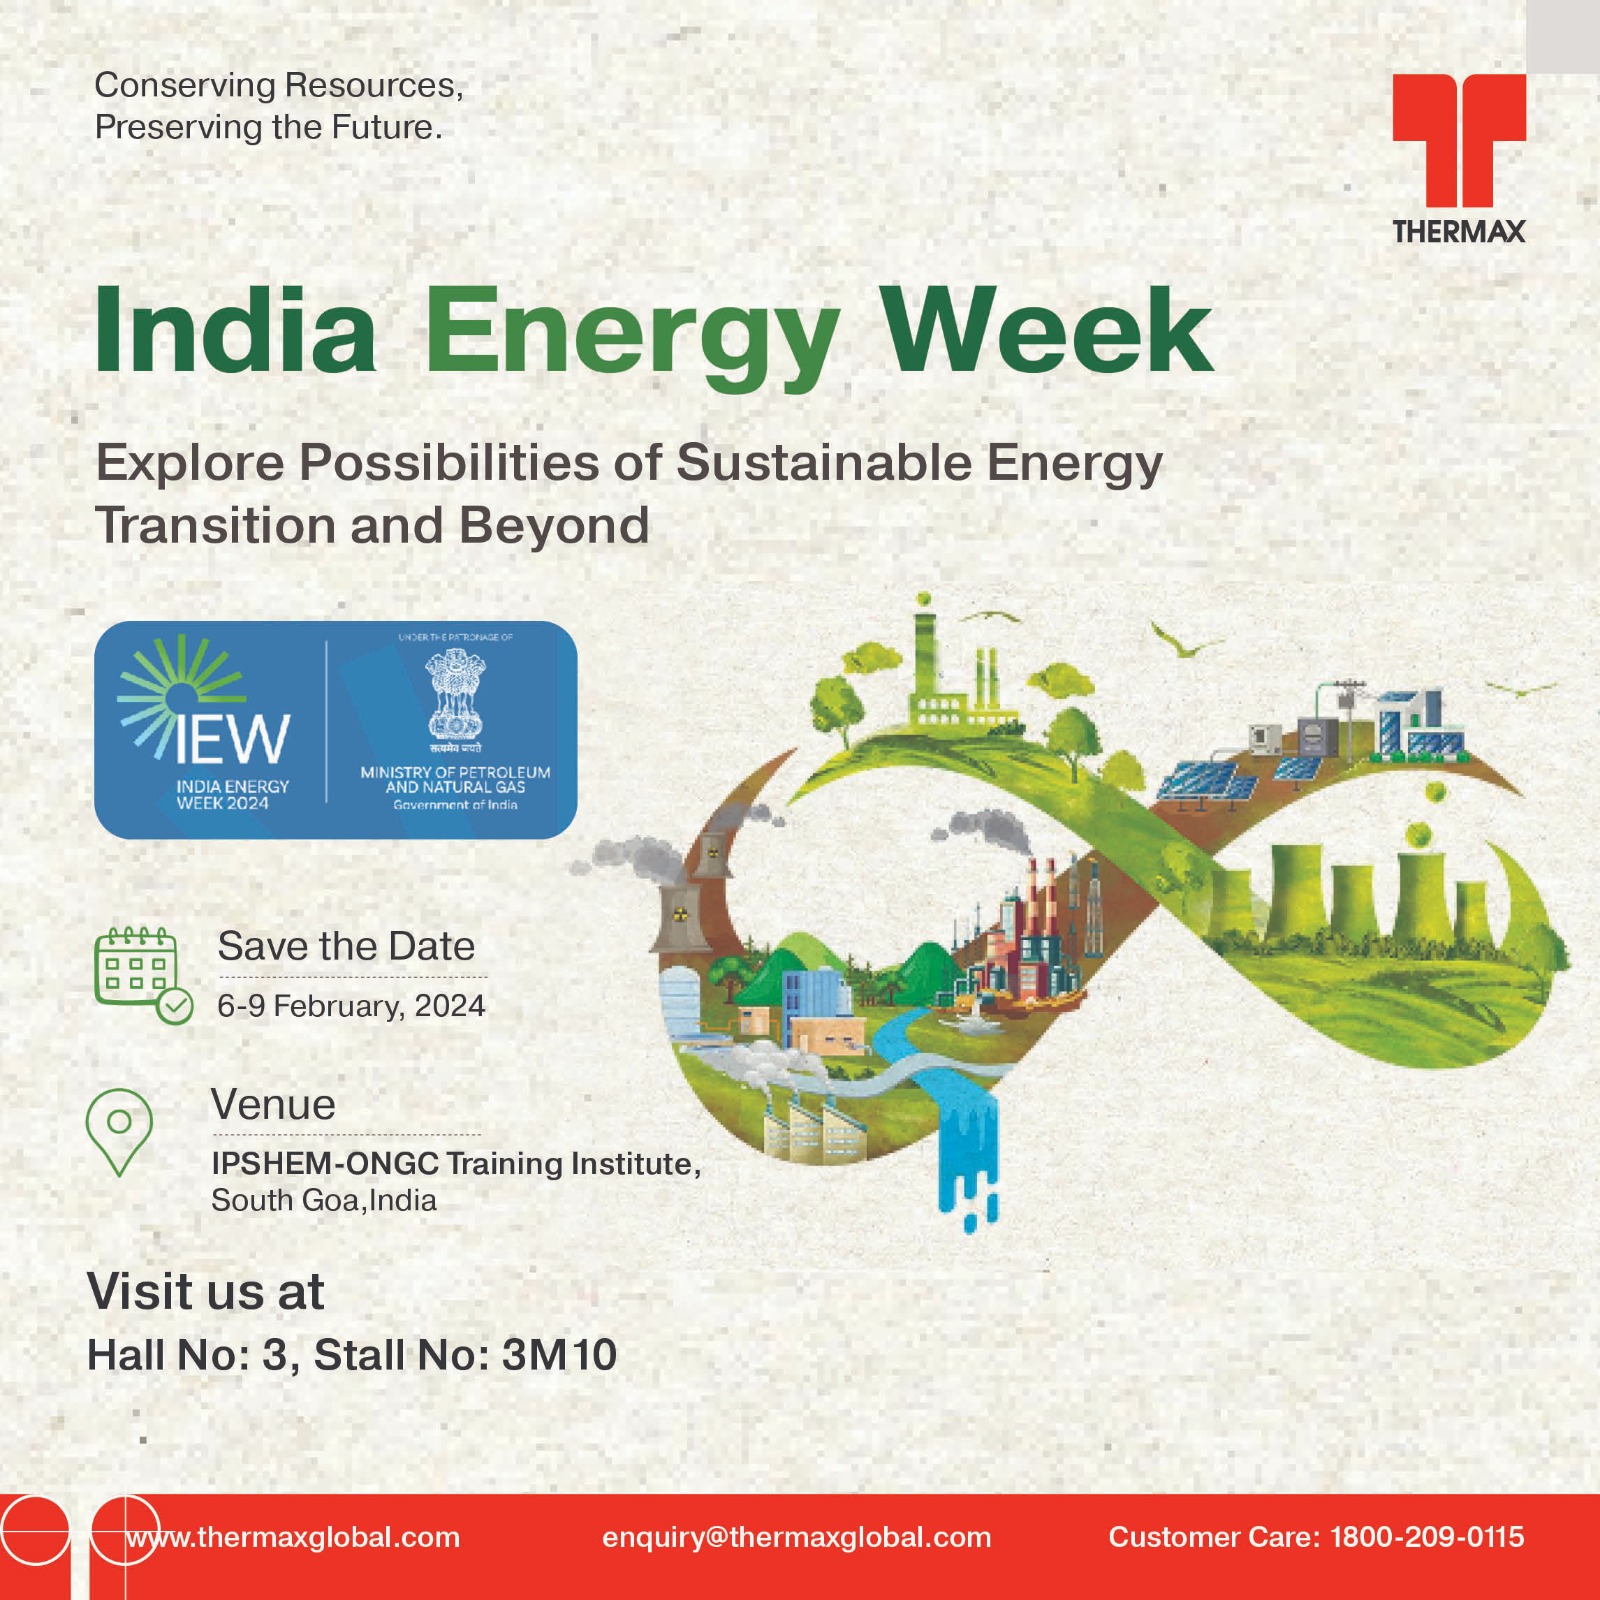 Conserving Resources,
Preserving the Future.
THERMAX
India Energy Week
Explore Possibilities of Sustainable Energy
Transition and Beyond
IEW
INDIA ENERGY
WEEK 2024
UNDER THE PATRONAGE OF
सत्यमेव जयते
MINISTRY OF PETROLEUM
AND NATURAL GAS
Government of India
Save the Date
6-9 February, 2024
Venue
IPSHEM-ONGC Training Institute,
South Goa,India
Visit us at
Hall No: 3, Stall No: 3M10
www.thermaxglobal.com
enquiry@thermaxglobal.com
Customer Care: 1800-209-0115